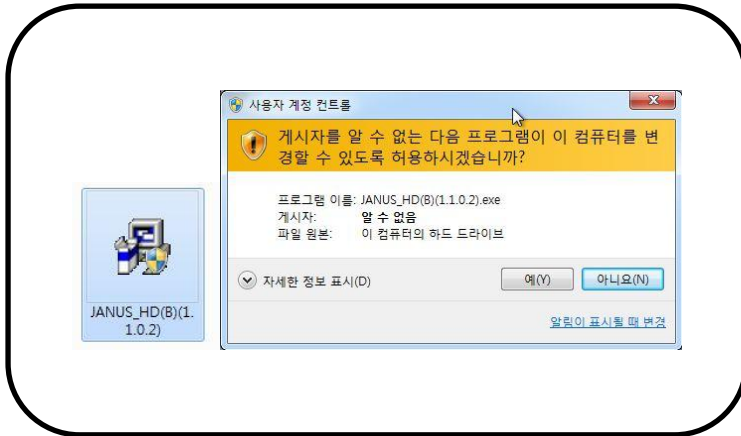 사용자 계정 컨트롤
게시자를 알 수 없는 다음 프로그램이 이 컴퓨터를 변
경할 수 있도록 허용하시겠습니까?
프로그램 이름: JANUS_HD(B)(1.1.0.2).exe
게시자: 알 수 없음
파일 원본: 이 컴퓨터의 하드 드라이브
자세한 정보 표시(D)
예(Y)
아니요(N)
알림이 표시될 때 변경
JANUS_HD(B)(1.
1.0.2)